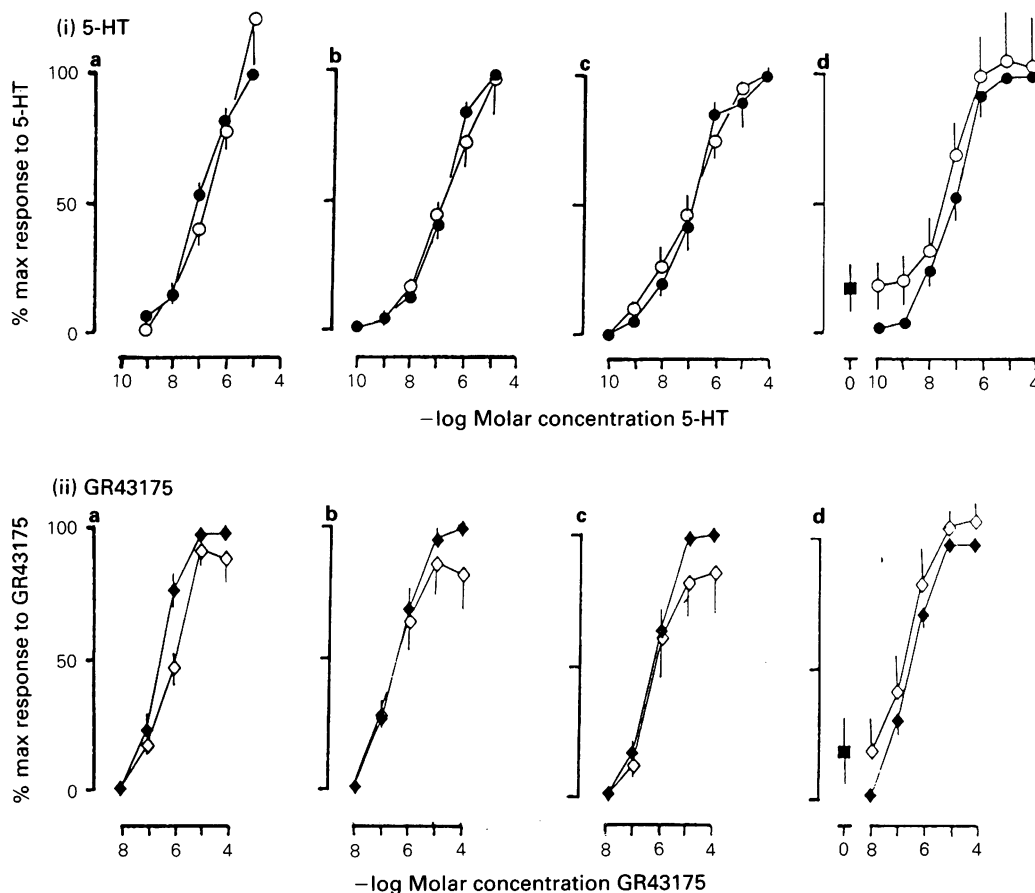 (i) 5-HT
a b c d
% max response to 5-HT
100
50
0
10 8 6 4 10 8 6 4 10 8 6 4 0 10 8 6 4
−log Molar concentration 5-HT
(ii) GR43175
a b c d
% max response to GR43175
100
50
0
8 6 4 8 6 4 8 6 4 0 8 6 4
−log Molar concentration GR43175